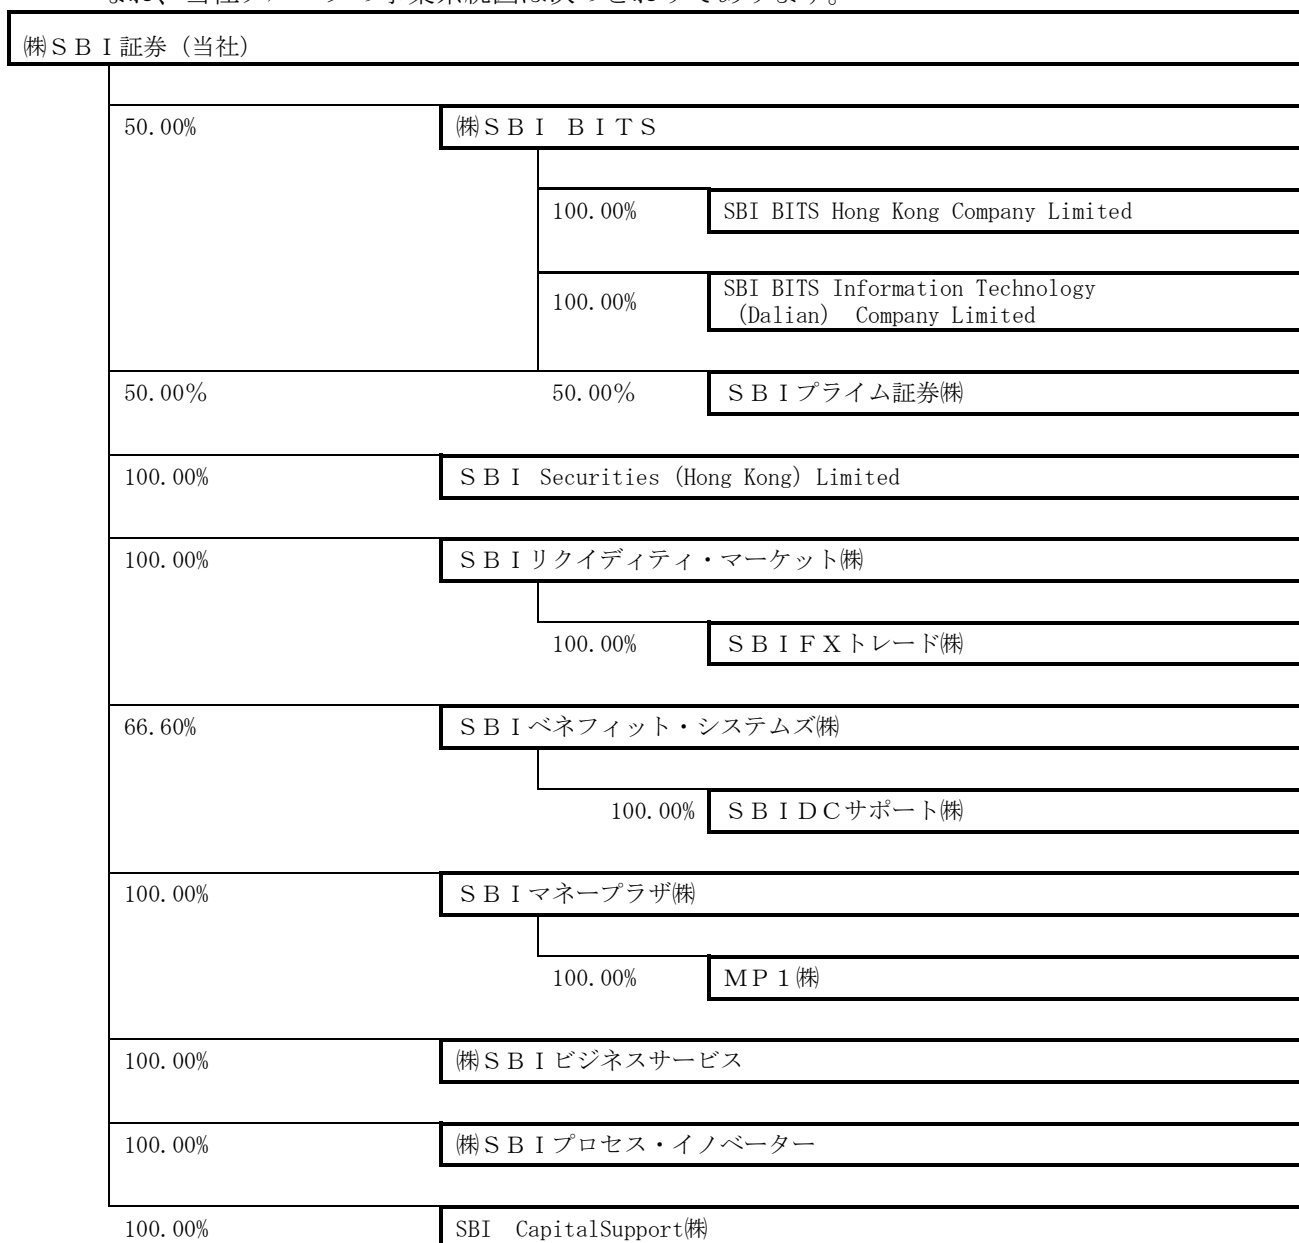 ㈱ＳＢＩ証券（当社）
50.00% ㈱ＳＢＩ ＢＩＴＳ
100.00% SBI BITS Hong Kong Company Limited
SBI BITS Information Technology
100.00% (Dalian) Company Limited
50.00% 50.00% ＳＢＩプライム証券㈱
100.00% ＳＢＩ Securities (Hong Kong) Limited
100.00% ＳＢＩリクイディティ・マーケット㈱
100.00% ＳＢＩＦＸトレード㈱
66.60% ＳＢＩベネフィット・システムズ㈱
100.00% ＳＢＩＤＣサポート㈱
100.00% ＳＢＩマネープラザ㈱
100.00% ＭＰ１㈱
100.00% ㈱ＳＢＩビジネスサービス
100.00% ㈱ＳＢＩプロセス・イノベーター
100.00% SBI CapitalSupport㈱